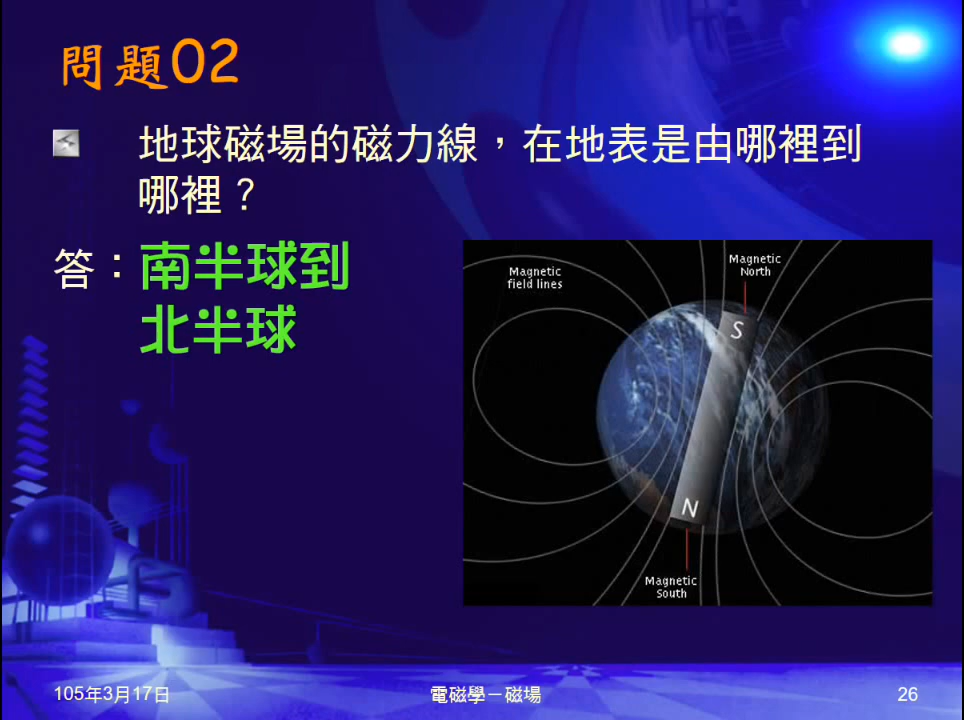 問題02
地球磁場的磁力線，在地表是由哪裡到
哪裡？
答：南半球到
北半球
Magnetic
field lines
Magnetic
North
S
N
Magnetic
South
105年3月17日
電磁學－磁場
26